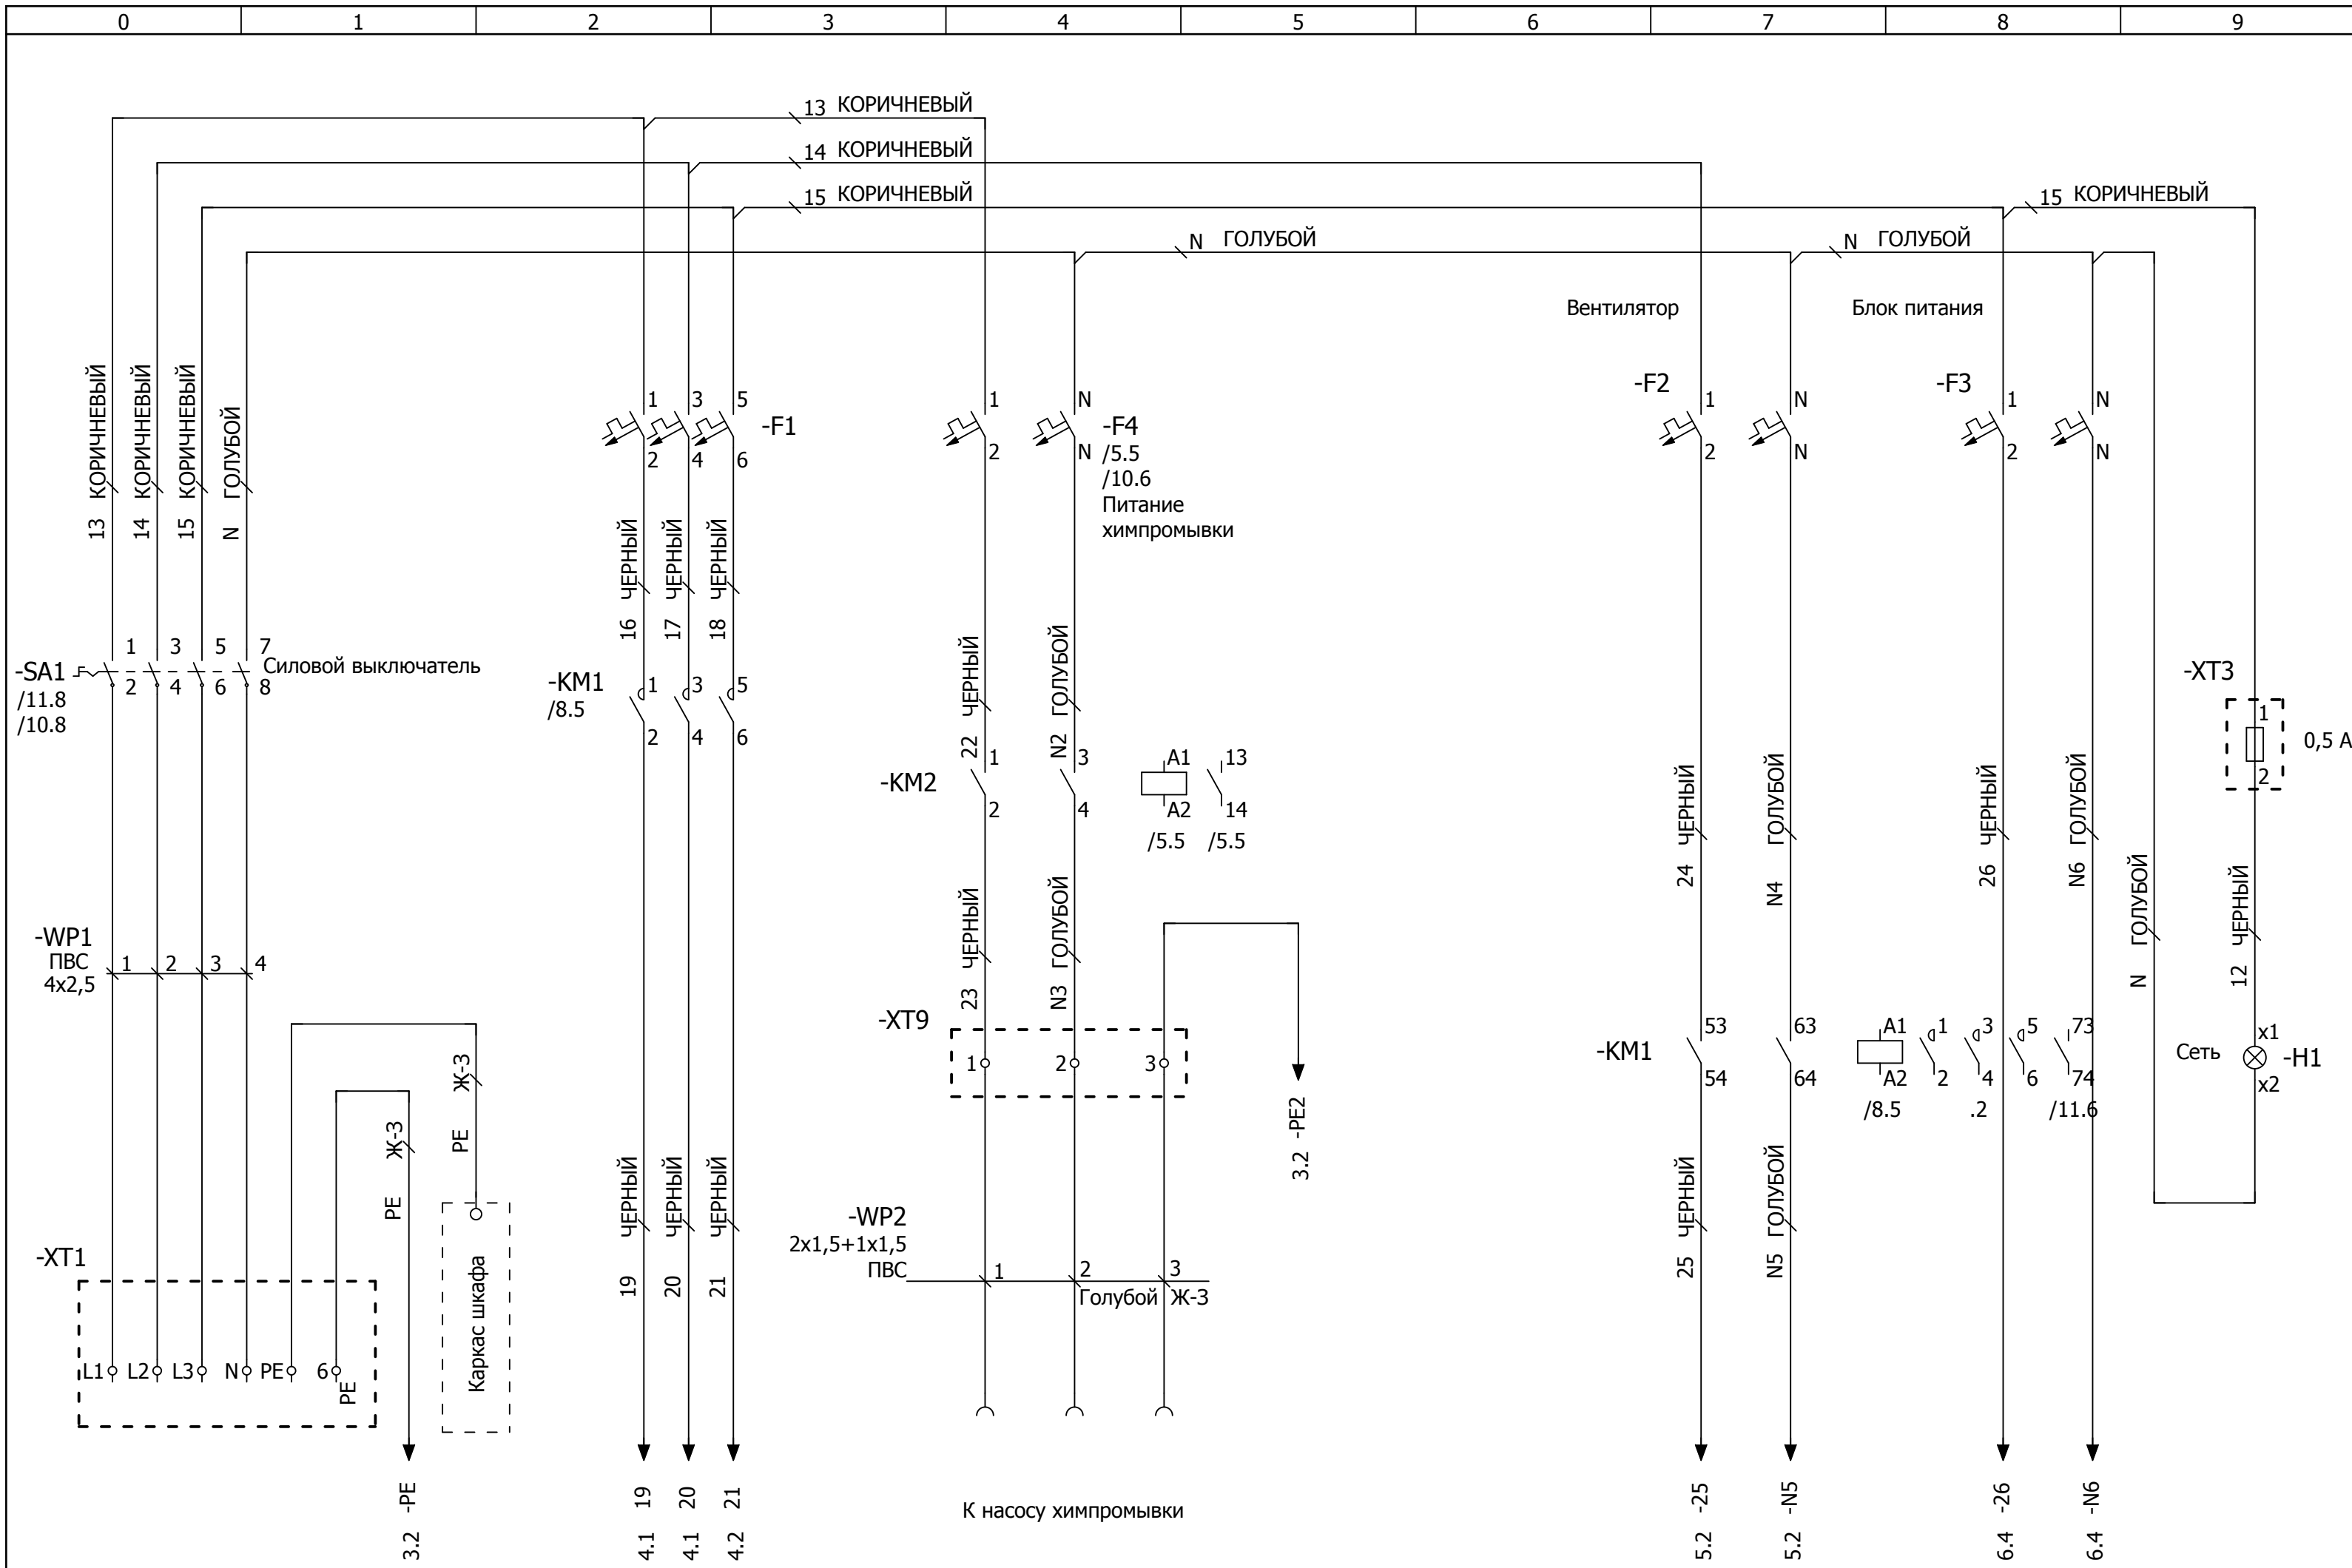 0 1 2 3 4 5 6 7 8 9
13 КОРИЧНЕВЫЙ
14 КОРИЧНЕВЫЙ
15 КОРИЧНЕВЫЙ
15 КОРИЧНЕВЫЙ
N ГОЛУБОЙ
N ГОЛУБОЙ
Вентилятор
Блок питания
13 КОРИЧНЕВЫЙ
14 КОРИЧНЕВЫЙ
15 КОРИЧНЕВЫЙ
N ГОЛУБОЙ
1 3 5
-F1
2 4 6
1 N
-F4
2 N
/5.5
/10.6
Питание
химпромывки
-F2
1 N
2 N
-F3
1 N
2 N
16 ЧЕРНЫЙ
17 ЧЕРНЫЙ
18 ЧЕРНЫЙ
1 3 5 7
-SA1
Силовой выключатель
2 4 6 8
/11.8
/10.8
-KM1
/8.5
1 3 5
2 4 6
22 ЧЕРНЫЙ
N2 ГОЛУБОЙ
-KM2
1 3
2 4
A1 13
A2 14
/5.5 /5.5
-XT3
1
0,5 А
2
24 ЧЕРНЫЙ
N4 ГОЛУБОЙ
26 ЧЕРНЫЙ
N6 ГОЛУБОЙ
N ГОЛУБОЙ
12 ЧЕРНЫЙ
-WP1
ПВС
4х2,5
1 2 3 4
23 ЧЕРНЫЙ
N3 ГОЛУБОЙ
-XT9
1 2 3
3.2 -PE2
-KM1
53 63
54 64
A1 1 3 5 73
A2 2 4 6 74
/8.5 .2 /11.6
Сеть
x1
-H1
x2
PE Ж-З
PE Ж-З
Каркас шкафа
-XT1
L1 L2 L3 N PE 6
PE
19 ЧЕРНЫЙ
20 ЧЕРНЫЙ
21 ЧЕРНЫЙ
-WP2
2х1,5+1х1,5
ПВС
1 2 3
Голубой Ж-З
25 ЧЕРНЫЙ
N5 ГОЛУБОЙ
3.2 -PE
4.1 19
4.1 20
4.2 21
К насосу химпромывки
5.2 -25
5.2 -N5
6.4 -26
6.4 -N6